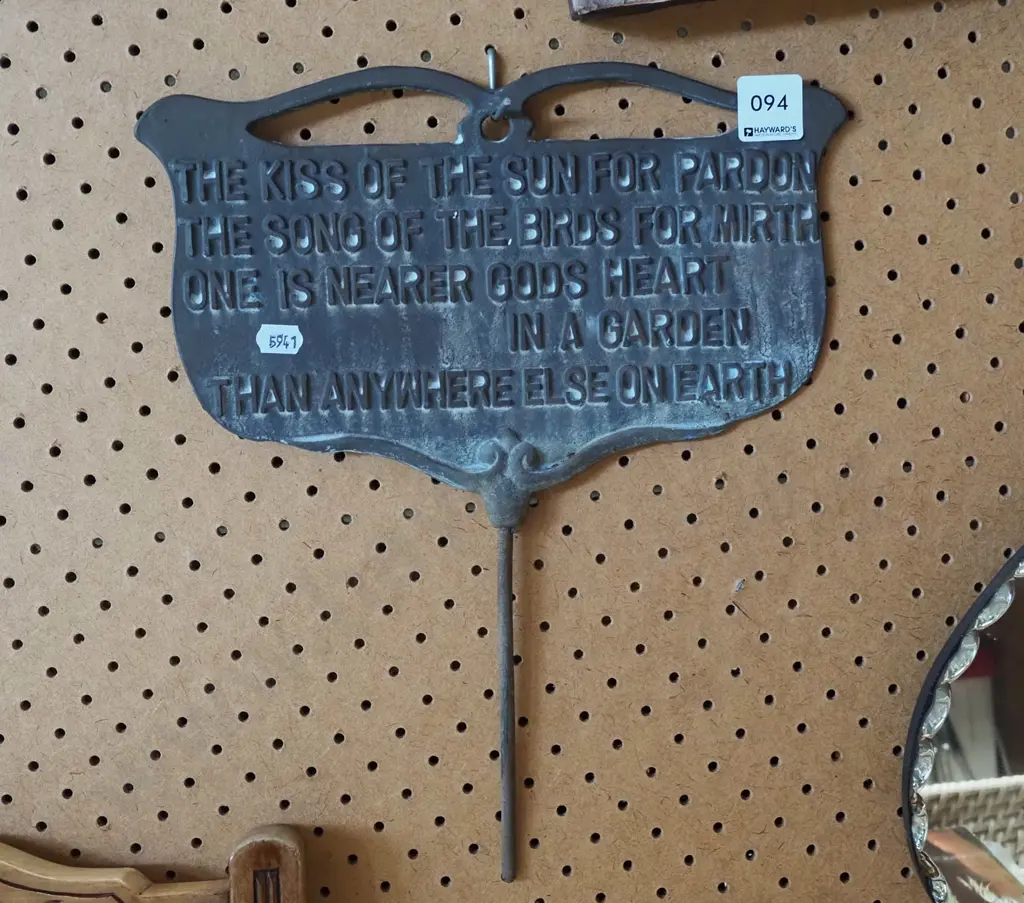 094
HAYWARD'S
THE KISS OF THE SUN FOR PARDON
THE SONG OF THE BIRDS FOR MIRTH
ONE IS NEARER GODS HEART
IN A GARDEN
5941
THAN ANYWHERE ELSE ON EARTH